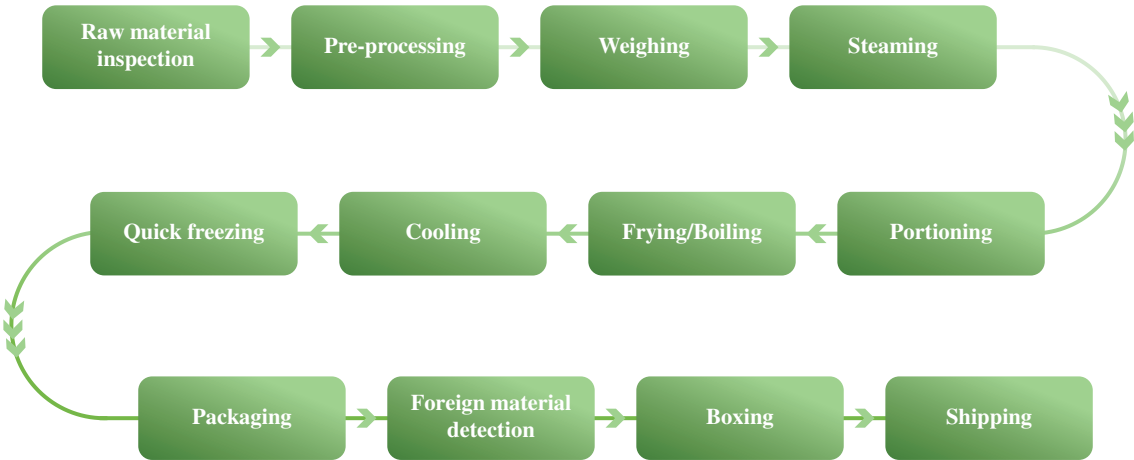 Raw material
inspection
Pre-processing
Weighing
Steaming
Portioning
Frying/Boiling
Cooling
Quick freezing
Packaging
Foreign material
detection
Boxing
Shipping